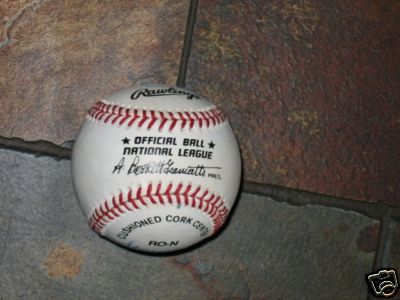 Rawlings
★ OFFICIAL BALL ★
NATIONAL LEAGUE
A. Bartlett Giamatti PRES.
CUSHIONED CORK CENTER
RO-N